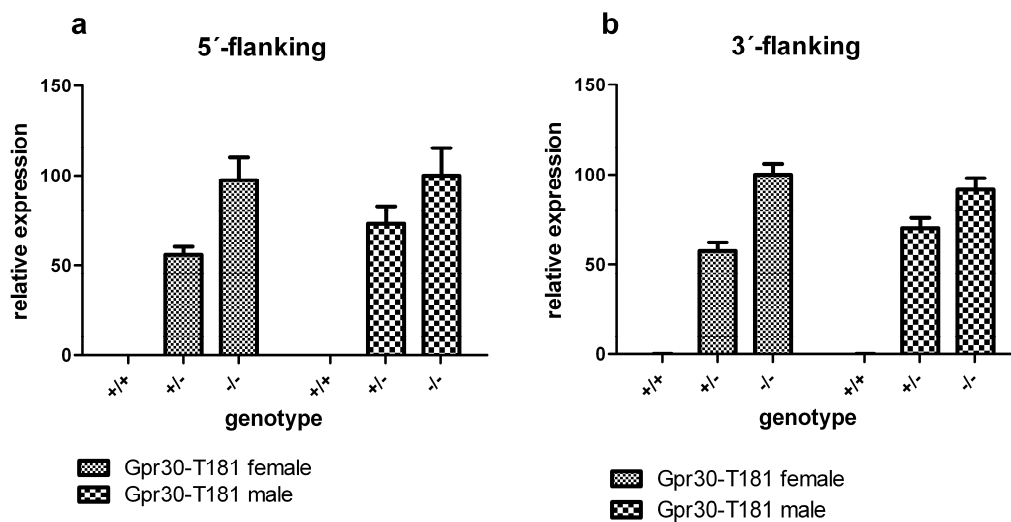 a
5´-flanking
relative expression
150
100
50
0
+/+
+/-
-/-
+/+
+/-
-/-
genotype
Gpr30-T181 female
Gpr30-T181 male
b
3´-flanking
relative expression
150
100
50
0
+/+
+/-
-/-
+/+
+/-
-/-
genotype
Gpr30-T181 female
Gpr30-T181 male